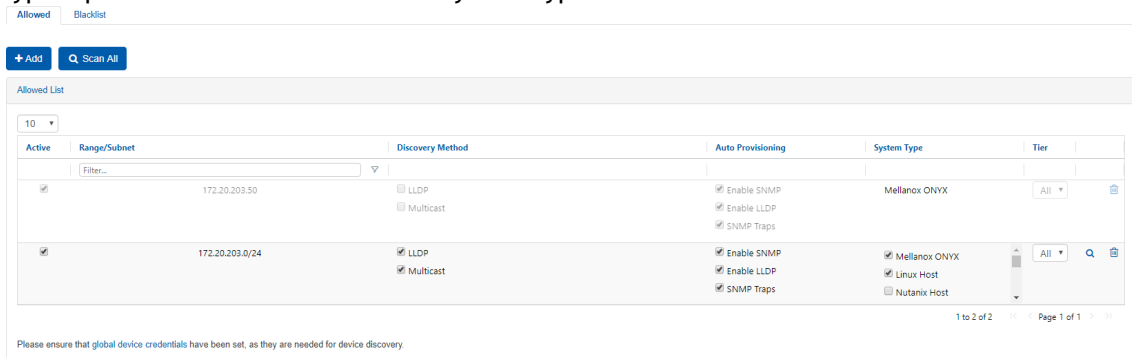 Allowed Blacklist
+ Add Scan All
Allowed List
10
Active Range/Subnet Discovery Method Auto Provisioning System Type Tier
Filter...
172.20.203.50 LLDP Enable SNMP Mellanox ONYX All
Multicast Enable LLDP
SNMP Traps
172.20.203.0/24 LLDP Enable SNMP Mellanox ONYX All
Multicast Enable LLDP Linux Host
SNMP Traps Nutanix Host
1 to 2 of 2 Page 1 of 1
Please ensure that global device credentials have been set, as they are needed for device discovery.